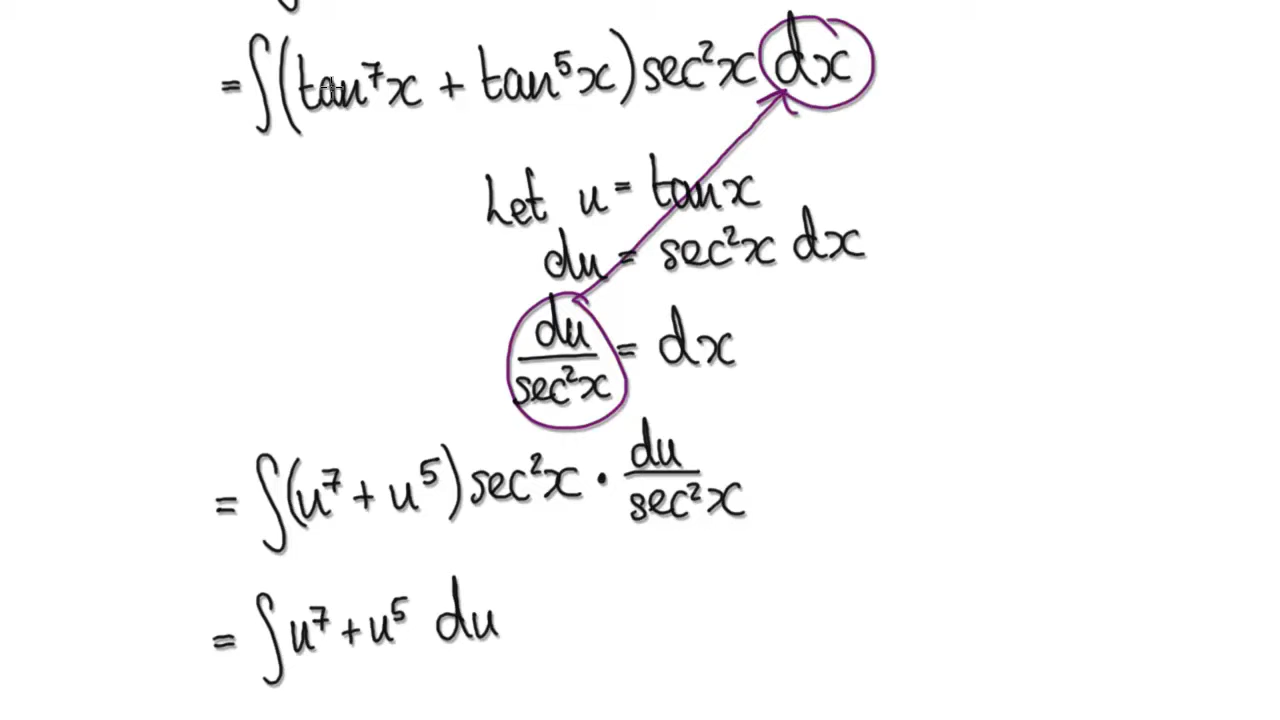 = ∫(tan⁷x + tan⁵x) sec²x dx
Let u = tanx
du = sec²x dx
du/sec²x = dx
= ∫(u⁷ + u⁵) sec²x · du/sec²x
= ∫u⁷ + u⁵ du